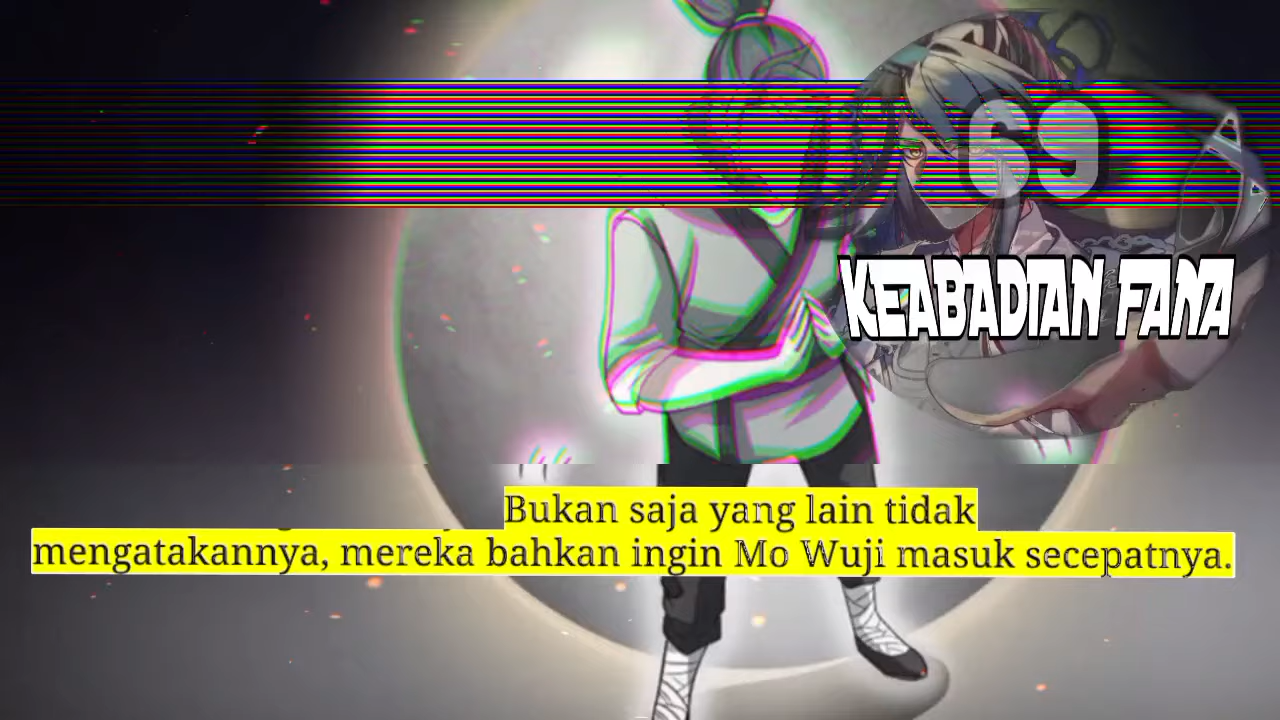 69
KEABADIAN FANA
Bukan saja yang lain tidak
mengatakannya, mereka bahkan ingin Mo Wuji masuk secepatnya.